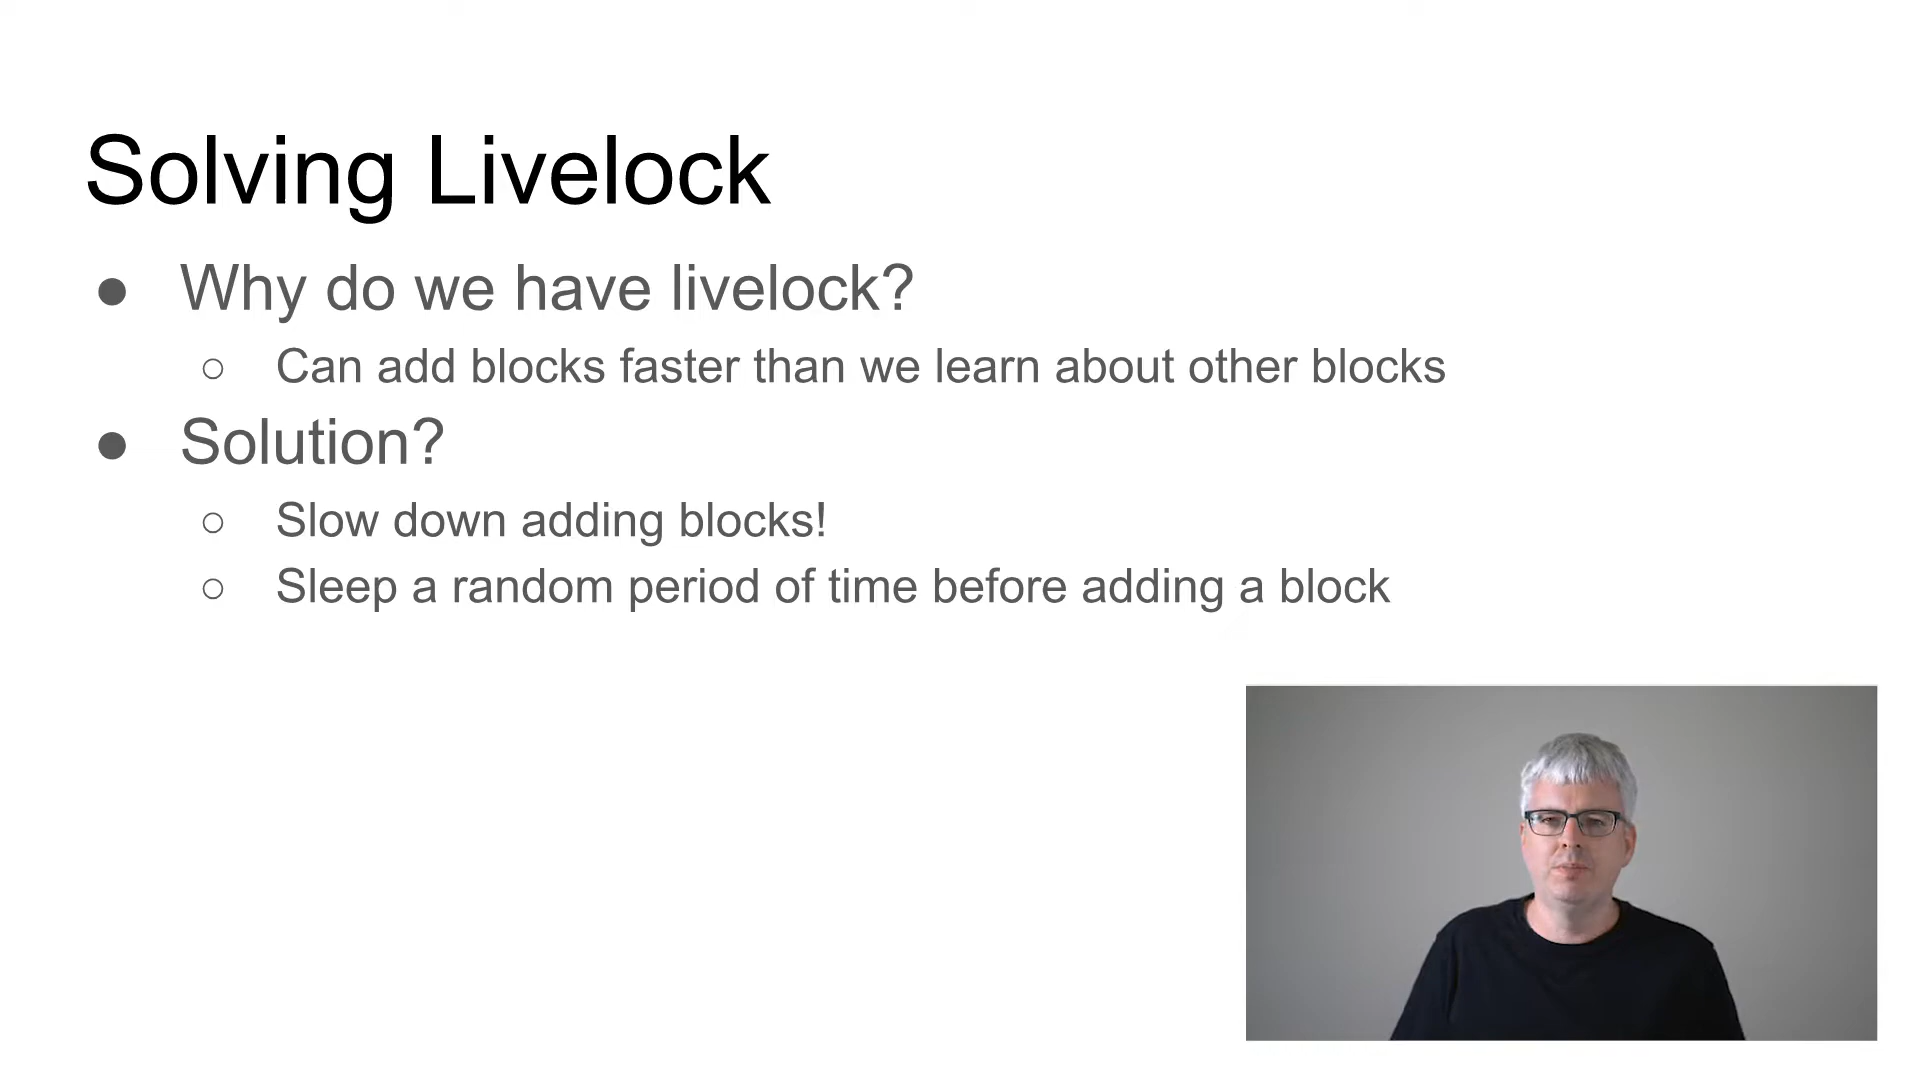 Solving Livelock
● Why do we have livelock?
○ Can add blocks faster than we learn about other blocks
● Solution?
○ Slow down adding blocks!
○ Sleep a random period of time before adding a block